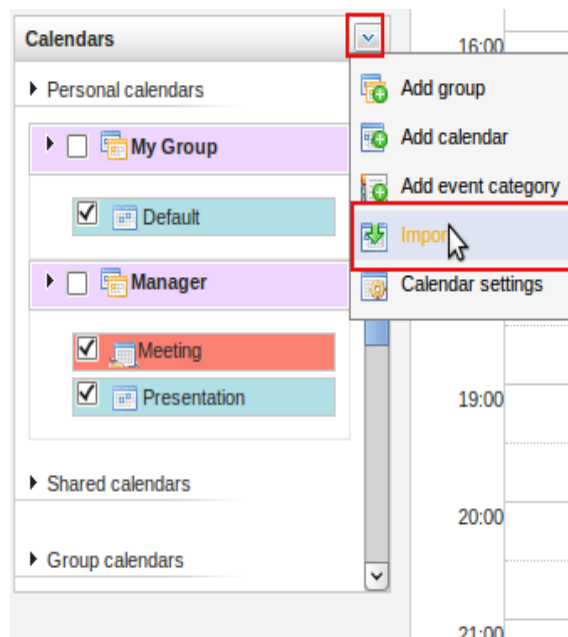 Calendars
16:00
Personal calendars
Add group
Add calendar
My Group
Add event category
Default
Impor
Manager
Calendar settings
Meeting
Presentation
19:00
Shared calendars
20:00
Group calendars
21:00